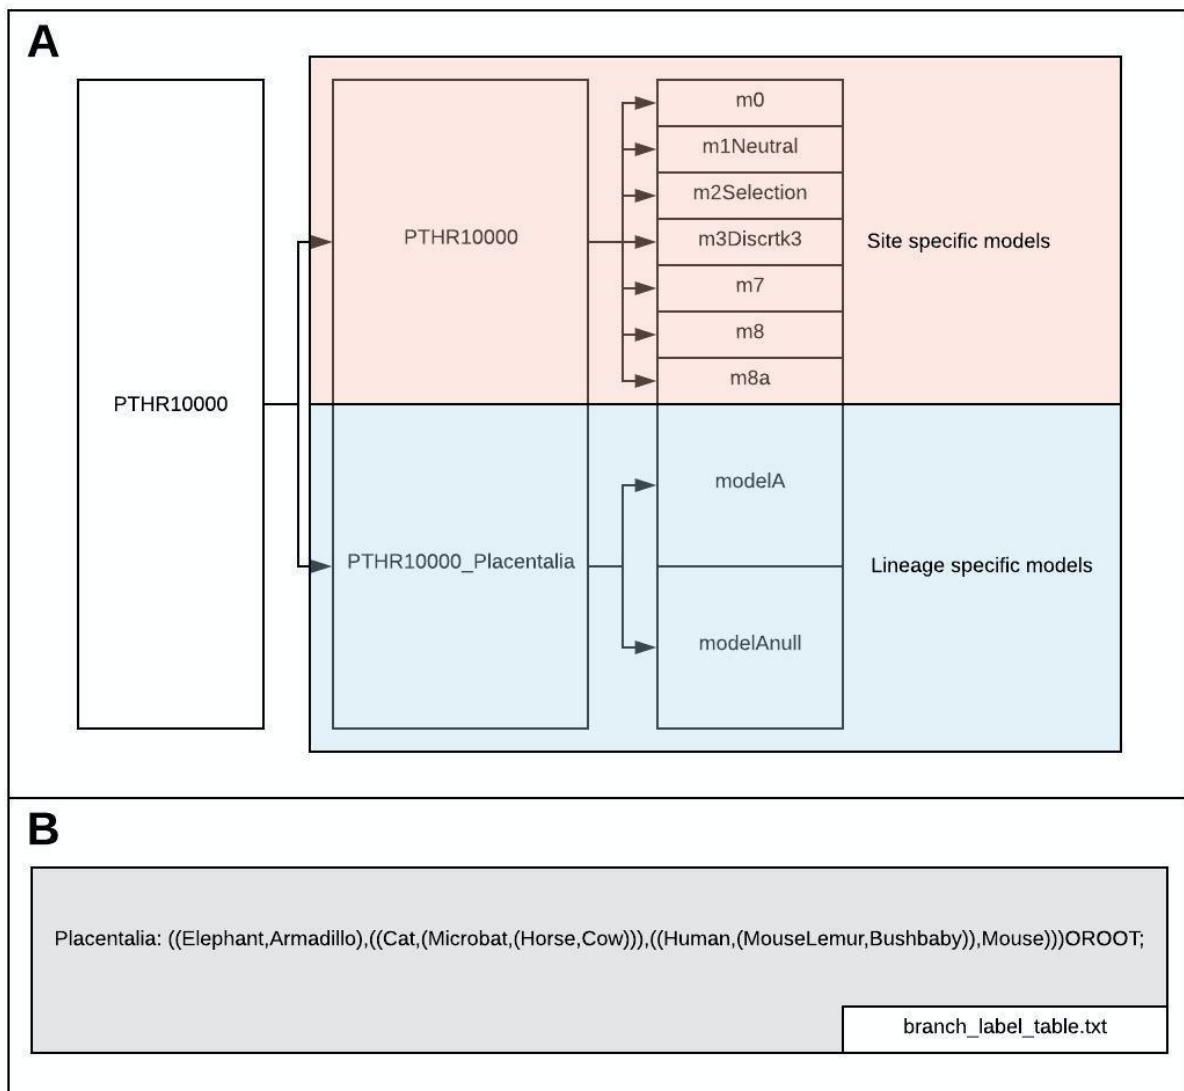 A
PTHR10000
PTHR10000
m0
m1Neutral
m2Selection
m3Discrtk3
m7
m8
m8a
Site specific models
PTHR10000_Placentalia
modelA
modelAnull
Lineage specific models
B
Placentalia: ((Elephant,Armadillo),((Cat,(Microbat,(Horse,Cow))),((Human,(MouseLemur,Bushbaby)),Mouse)))OROOT;
branch_label_table.txt